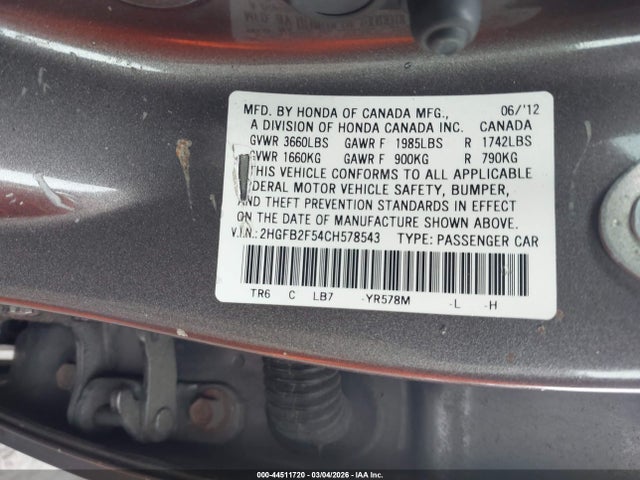 MFD. BY HONDA OF CANADA MFG., 06/'12
A DIVISION OF HONDA CANADA INC. CANADA
GVWR 3660LBS GAWR F 1985LBS R 1742LBS
GVWR 1660KG GAWR F 900KG R 790KG
THIS VEHICLE CONFORMS TO ALL APPLICABLE
DERAL MOTOR VEHICLE SAFETY, BUMPER,
AND THEFT PREVENTION STANDARDS IN EFFECT
ON THE DATE OF MANUFACTURE SHOWN ABOVE.
V.I.N.: 2HGFB2F54CH578543 TYPE: PASSENGER CAR
TR6 C LB7 -YR578M -L -H
000-44511720 - 03/04/2026 - IAA Inc.